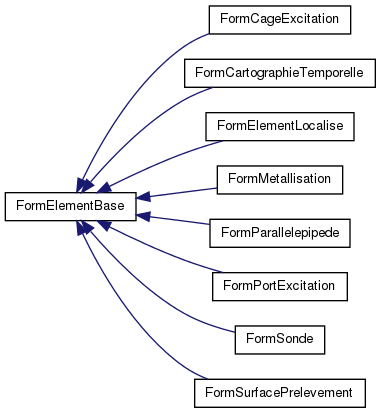 FormCageExcitation
FormCartographieTemporelle
FormElementLocalise
FormMetallisation
FormElementBase
FormParallelepipede
FormPortExcitation
FormSonde
FormSurfacePrelevement